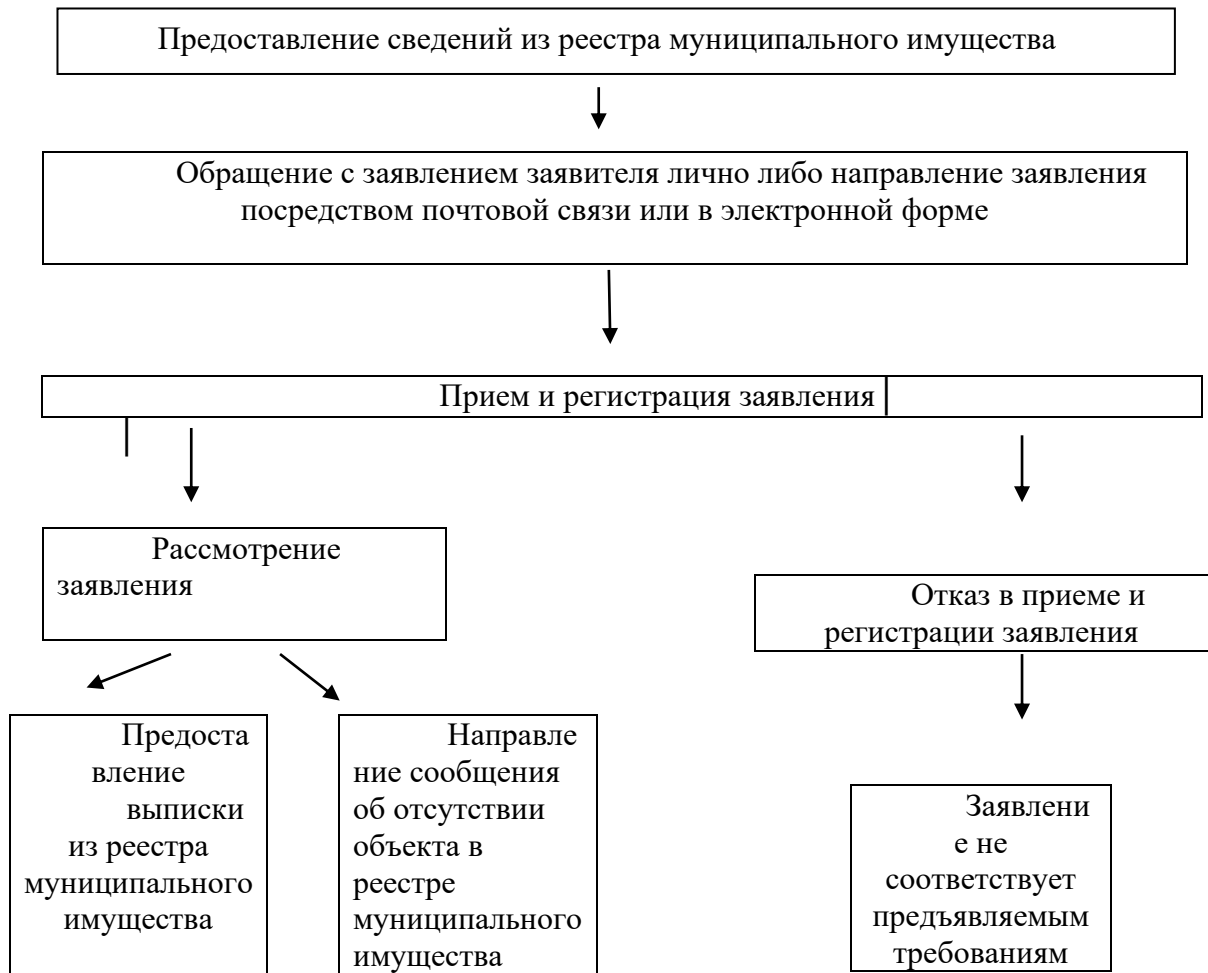 Предоставление сведений из реестра муниципального имущества
Обращение с заявлением заявителя лично либо направление заявления
посредством почтовой связи или в электронной форме
Прием и регистрация заявления
Рассмотрение
заявления
Отказ в приеме и
регистрации заявления
Предоста
вление
выписки
из реестра
муниципального
имущества
Направле
ние сообщения
об отсутствии
объекта в
реестре
муниципального
имущества
Заявлени
е не
соответствует
предъявляемым
требованиям